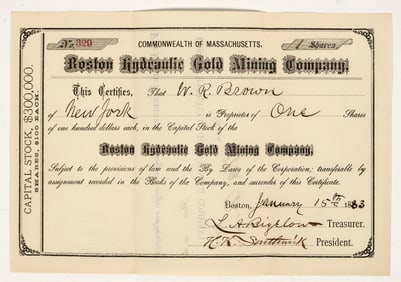 No. 329
COMMONWEALTH OF MASSACHUSETTS.
1 Shares
Boston Hydraulic Gold Mining Company.
CAPITAL STOCK, $300,000.
SHARES, $100 EACH.
This Certifies, That W. R. Brown
of New York is Proprietor of One Shares
of one hundred dollars each, in the Capital Stock of the
Boston Hydraulic Gold Mining Company,
Subject to the provisions of law and the By Laws of the Corporation; transferable by
assignment recorded in the Books of the Company, and surrender of this Certificate.
Boston, January 15th 1883
L. A. Bigelow Treasurer.
H. K. Southwick President.